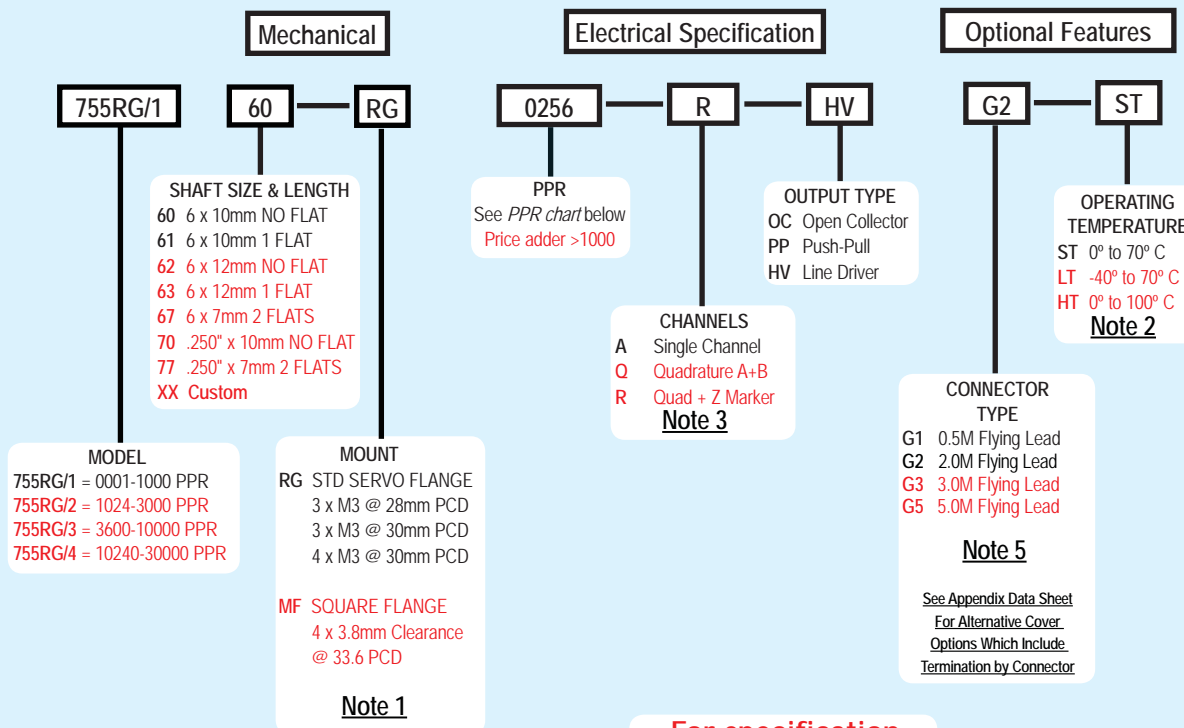 Mechanical
Electrical Specification
Optional Features
755RG/1
60
RG
0256
R
HV
G2
ST
SHAFT SIZE & LENGTH
60 6 x 10mm NO FLAT
61 6 x 10mm 1 FLAT
62 6 x 12mm NO FLAT
63 6 x 12mm 1 FLAT
67 6 x 7mm 2 FLATS
70 .250" x 10mm NO FLAT
77 .250" x 7mm 2 FLATS
XX Custom
PPR
See PPR chart below
Price adder >1000
OUTPUT TYPE
OC Open Collector
PP Push-Pull
HV Line Driver
OPERATING
TEMPERATURE
ST 0º to 70º C
LT -40º to 70º C
HT 0º to 100º C
Note 2
CHANNELS
A Single Channel
Q Quadrature A+B
R Quad + Z Marker
Note 3
CONNECTOR
TYPE
G1 0.5M Flying Lead
G2 2.0M Flying Lead
G3 3.0M Flying Lead
G5 5.0M Flying Lead
Note 5
See Appendix Data Sheet
For Alternative Cover
Options Which Include
Termination by Connector
MODEL
755RG/1 = 0001-1000 PPR
755RG/2 = 1024-3000 PPR
755RG/3 = 3600-10000 PPR
755RG/4 = 10240-30000 PPR
MOUNT
RG STD SERVO FLANGE
3 x M3 @ 28mm PCD
3 x M3 @ 30mm PCD
4 x M3 @ 30mm PCD
MF SQUARE FLANGE
4 x 3.8mm Clearance
@ 33.6 PCD
Note 1
For specification